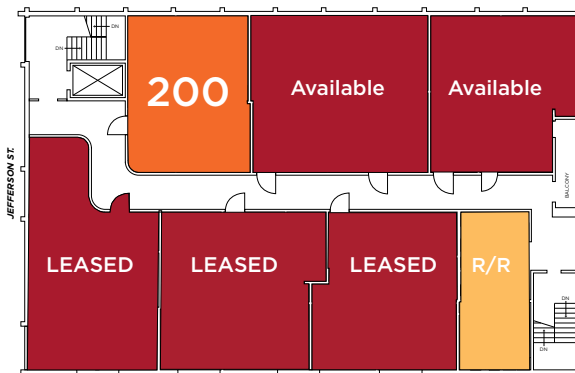 DN
DN
200
Available
Available
JEFFERSON ST.
BALCONY
LEASED
LEASED
LEASED
R/R
DN
DN